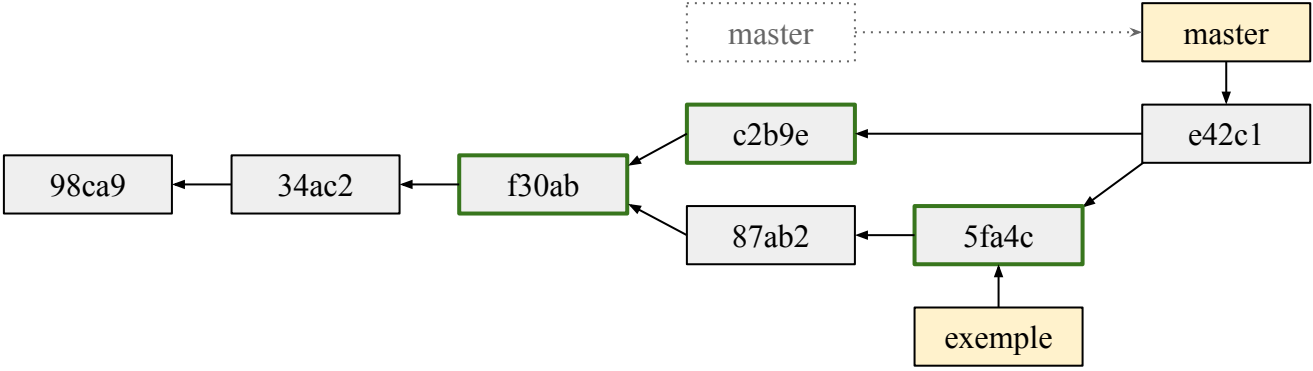 master
master
c2b9e
e42c1
98ca9
34ac2
f30ab
87ab2
5fa4c
exemple